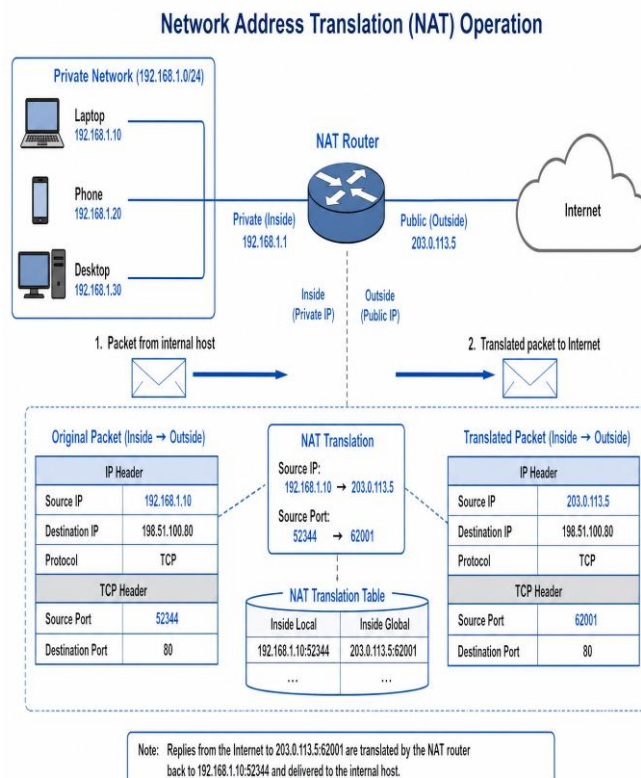 Network Address Translation (NAT) Operation
Private Network (192.168.1.0/24)
Laptop
192.168.1.10
Phone
192.168.1.20
Desktop
192.168.1.30
NAT Router
Private (Inside)
192.168.1.1
Public (Outside)
203.0.113.5
Internet
Inside
(Private IP)
Outside
(Public IP)
1. Packet from internal host
2. Translated packet to Internet
Original Packet (Inside → Outside)
IP Header
Source IP 192.168.1.10
Destination IP 198.51.100.80
Protocol TCP
TCP Header
Source Port 52344
Destination Port 80
NAT Translation
Source IP:
192.168.1.10 → 203.0.113.5
Source Port:
52344 → 62001
NAT Translation Table
Inside Local Inside Global
192.168.1.10:52344 203.0.113.5:62001
... ...
Translated Packet (Inside → Outside)
IP Header
Source IP 203.0.113.5
Destination IP 198.51.100.80
Protocol TCP
TCP Header
Source Port 62001
Destination Port 80
Note: Replies from the Internet to 203.0.113.5:62001 are translated by the NAT router
back to 192.168.1.10:52344 and delivered to the internal host.